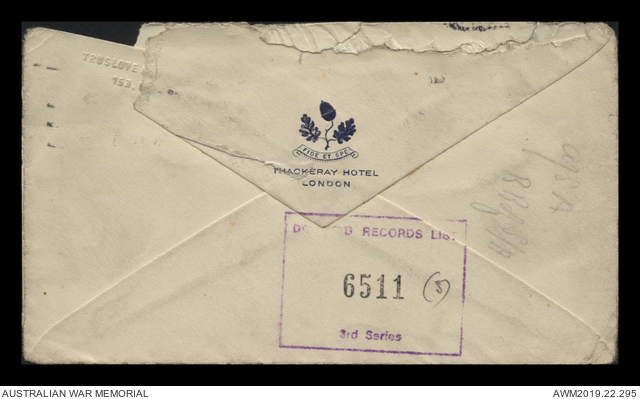 TRUSLOVE
153.
FIDE ET SPE
THACKERAY HOTEL
LONDON
RECORDS LIST
6511 (3)
3rd Series
AUSTRALIAN WAR MEMORIAL
AWM2019.22.295